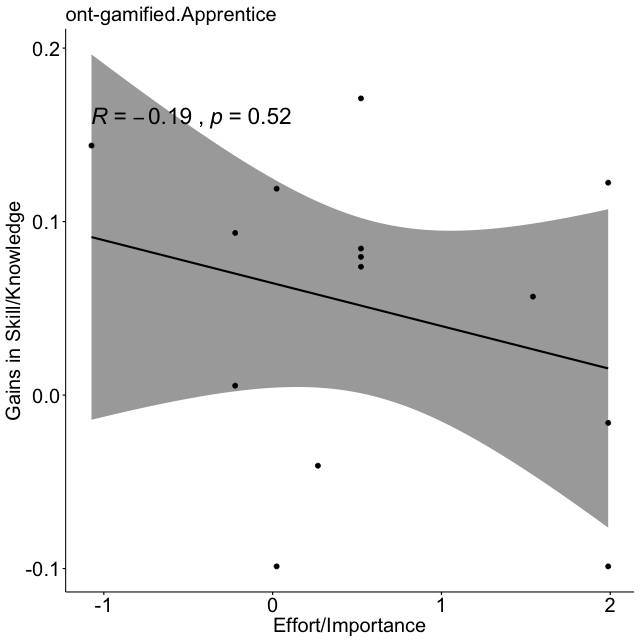 ont-gamified.Apprentice
0.2
R = −0.19 , p = 0.52
0.1
Gains in Skill/Knowledge
0.0
-0.1
-1 0 1 2
Effort/Importance